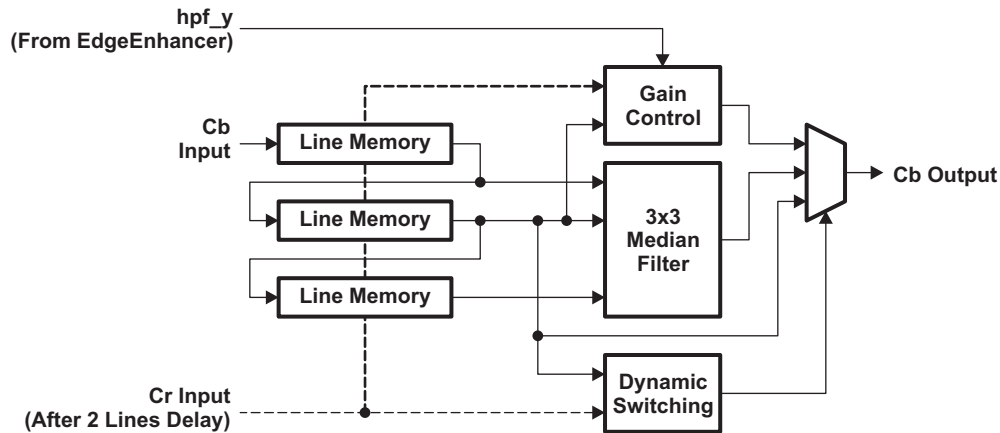 hpf_y
(From EdgeEnhancer)
Gain
Control
Cb
Input
Line Memory
Cb Output
Line Memory
3x3
Median
Filter
Line Memory
Cr Input
(After 2 Lines Delay)
Dynamic
Switching